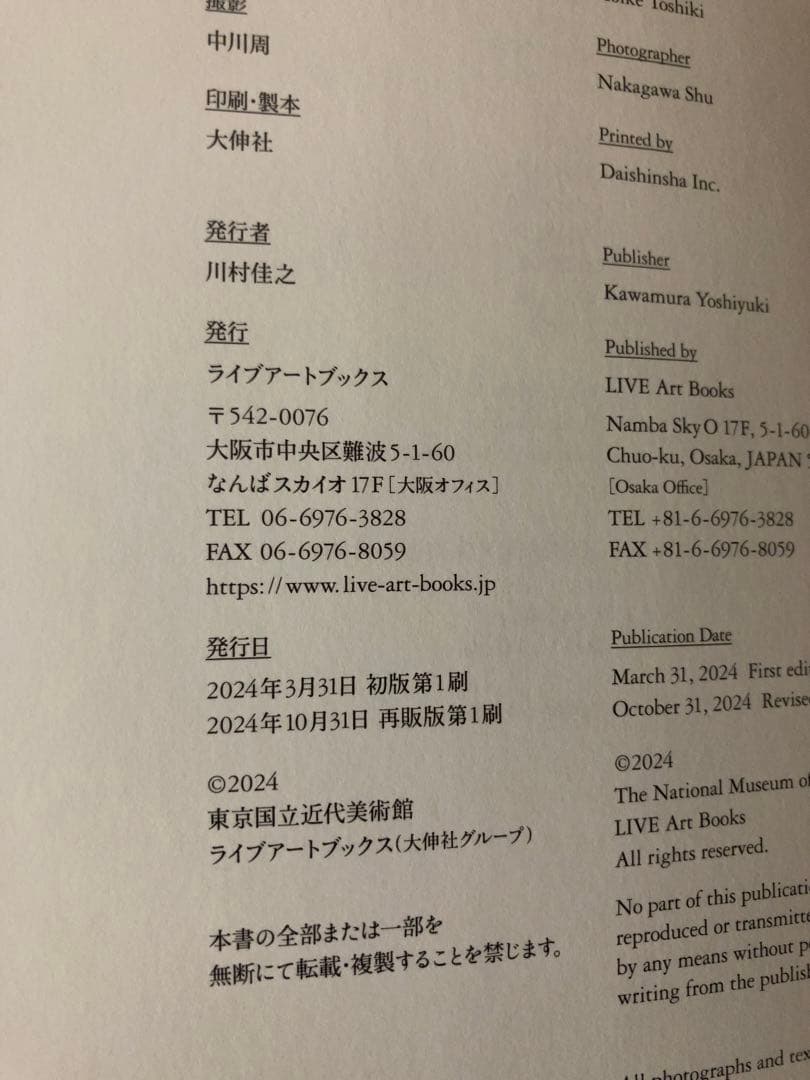 撮影
中川周
印刷・製本
大伸社
発行者
川村佳之
発行
ライブアートブックス
〒542-0076
大阪市中央区難波5-1-60
なんばスカイオ17F[大阪オフィス]
TEL 06-6976-3828
FAX 06-6976-8059
https://www.live-art-books.jp
発行日
2024年3月31日 初版第1刷
2024年10月31日 再販版第1刷
©2024
東京国立近代美術館
ライブアートブックス(大伸社グループ)
本書の全部または一部を
無断にて転載・複製することを禁じます。
Toshiki
Photographer
Nakagawa Shu
Printed by
Daishinsha Inc.
Publisher
Kawamura Yoshiyuki
Published by
LIVE Art Books
Namba SkyO 17F, 5-1-60
Chuo-ku, Osaka, JAPAN
[Osaka Office]
TEL +81-6-6976-3828
FAX +81-6-6976-8059
Publication Date
March 31, 2024 First
October 31, 2024 Revised
©2024
The National Museum of
LIVE Art Books
All rights reserved.
No part of this
reproduced or
by any means without
writing from the
All photographs and